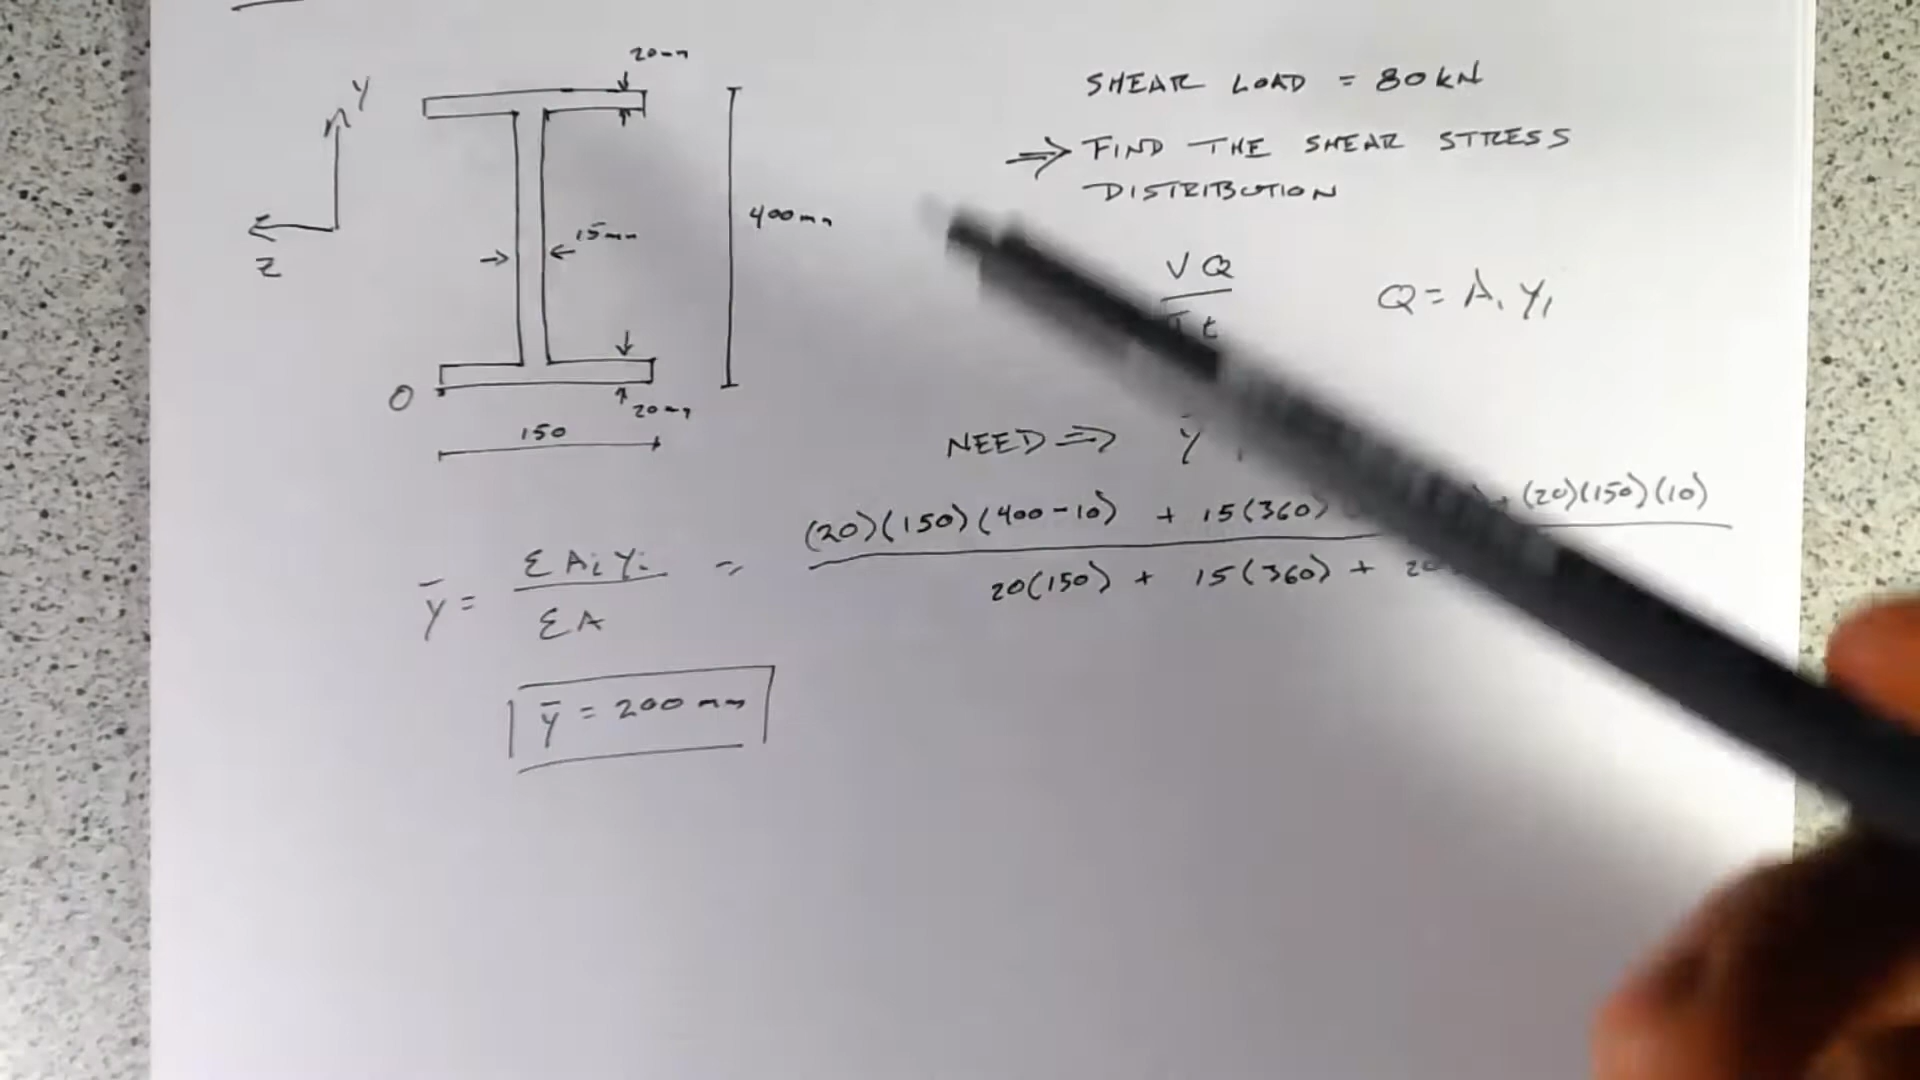 20mm
Y
Z
15mm
400mm
O
20mm
150
SHEAR LOAD = 80kN
⇒ FIND THE SHEAR STRESS
DISTRIBUTION
VQ
t
Q = A, y,
NEED ⇒ y
ȳ = ΣAiYi / ΣA = (20)(150)(400-10) + 15(360) + (20)(150)(10)
20(150) + 15(360) +
ȳ = 200mm